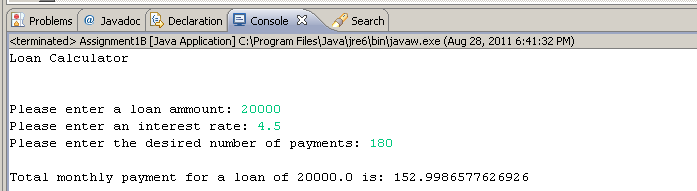 Problems @ Javadoc Declaration Console Search
<terminated> Assignment1B [Java Application] C:\Program Files\Java\jre6\bin\javaw.exe (Aug 28, 2011 6:41:32 PM)
Loan Calculator
Please enter a loan ammount: 20000
Please enter an interest rate: 4.5
Please enter the desired number of payments: 180
Total monthly payment for a loan of 20000.0 is: 152.9986577626926